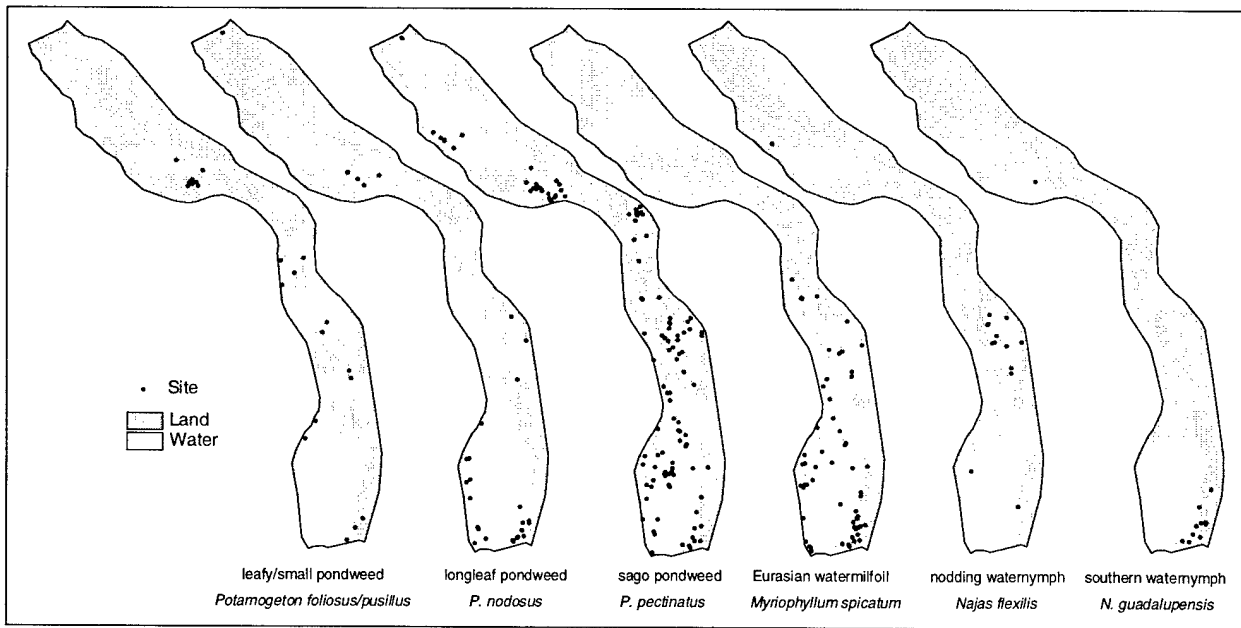 Site
Land
Water
leafy/small pondweed longleaf pondweed sago pondweed Eurasian watermilfoil nodding waternymph southern waternymph
Potamogeton foliosus/pusillus P. nodosus P. pectinatus Myriophyllum spicatum Najas flexilis N. guadalupensis